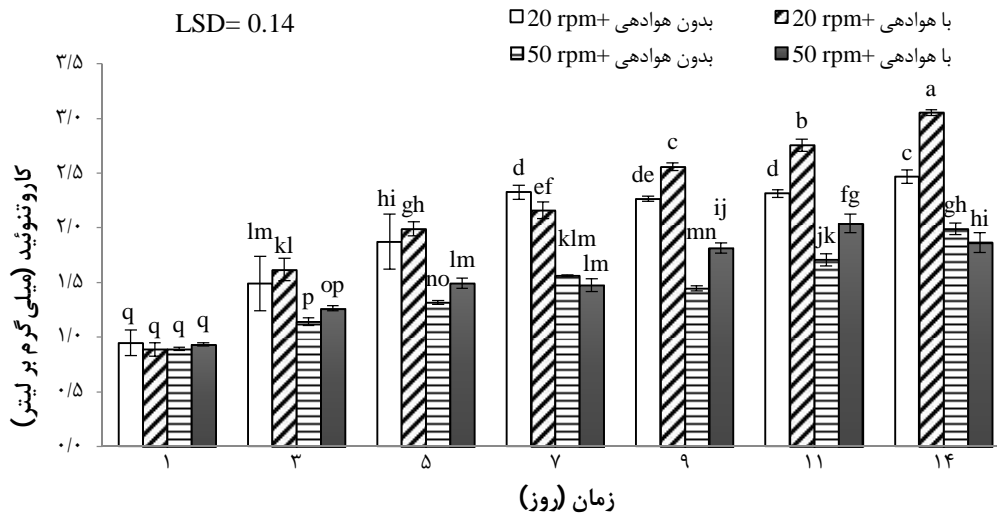 LSD= 0.14
20 rpm+ بدون هوادهی
20 rpm+ با هوادهی
50 rpm+ بدون هوادهی
50 rpm+ با هوادهی
کاروتنوئید (میلی گرم بر لیتر)
۳/۵
۳/۰
۲/۵
۲/۰
۱/۵
۱/۰
۰/۵
۰/۰
q q q q
lm kl p op
hi gh no lm
d ef klm lm
de c mn ij
d b jk fg
c a gh hi
۱ ۳ ۵ ۷ ۹ ۱۱ ۱۴
زمان (روز)